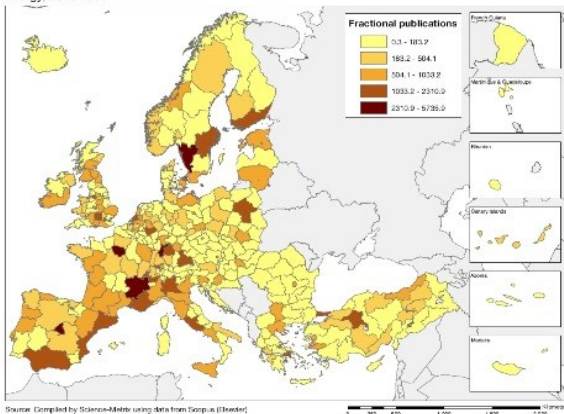 Fractional publications
0.3 - 183.2
183.2 - 504.1
504.1 - 1033.2
1033.2 - 2310.9
2310.9 - 5735.9
French Guiana
Martinique & Guadeloupe
Réunion
Canary Islands
Azores
Madeira
Source: Compiled by Science-Metrix using data from Scopus (Elsevier)